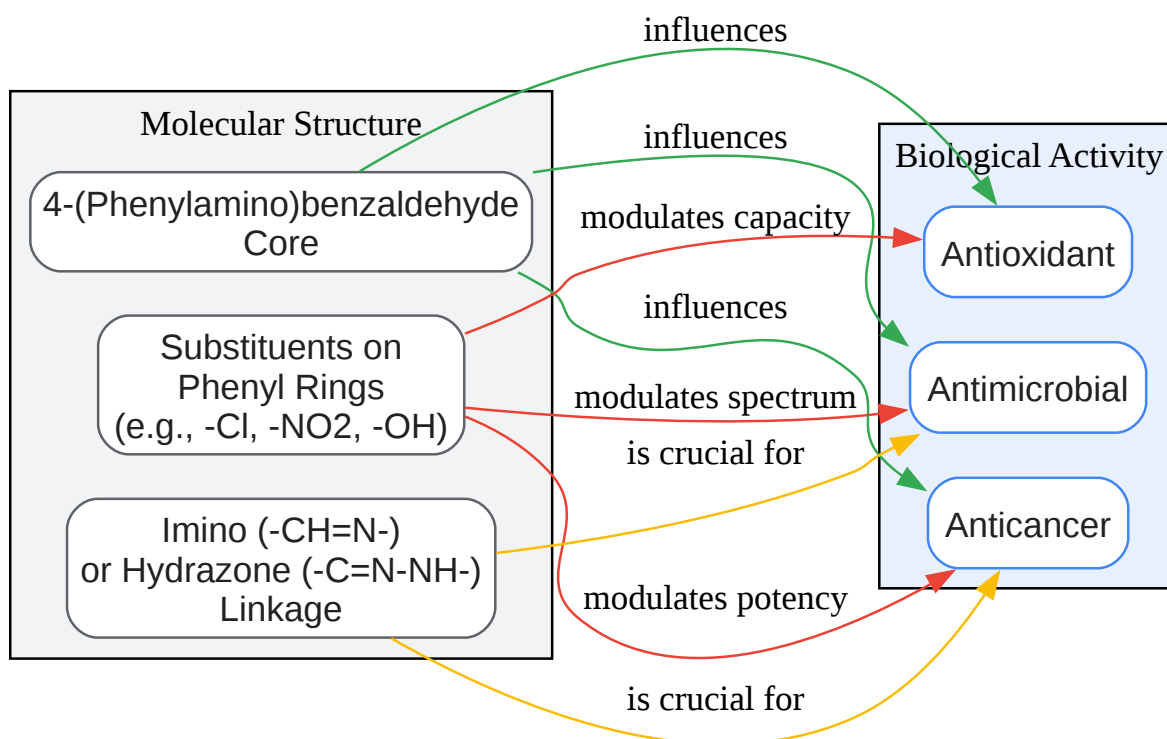 influences
Molecular Structure
influences
Biological Activity
4-(Phenylamino)benzaldehyde
Core
modulates capacity
Antioxidant
influences
Substituents on
Phenyl Rings
(e.g., -Cl, -NO2, -OH)
modulates spectrum
Antimicrobial
is crucial for
Imino (-CH=N-)
or Hydrazone (-C=N-NH-)
Linkage
Anticancer
modulates potency
is crucial for